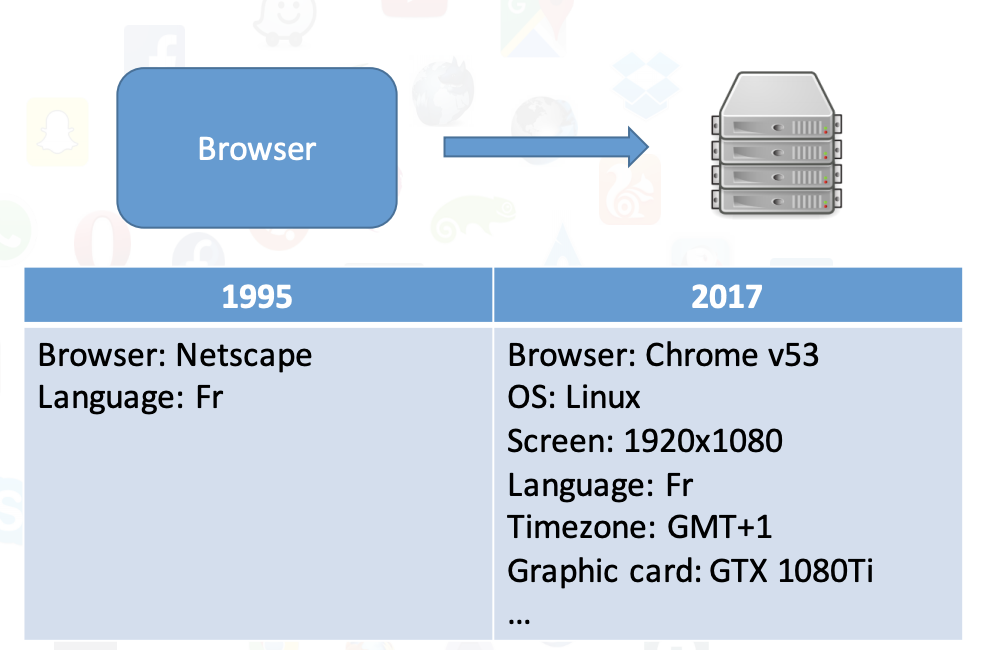 Browser
1995
2017
Browser: Netscape
Language: Fr
Browser: Chrome v53
OS: Linux
Screen: 1920x1080
Language: Fr
Timezone: GMT+1
Graphic card: GTX 1080Ti
...